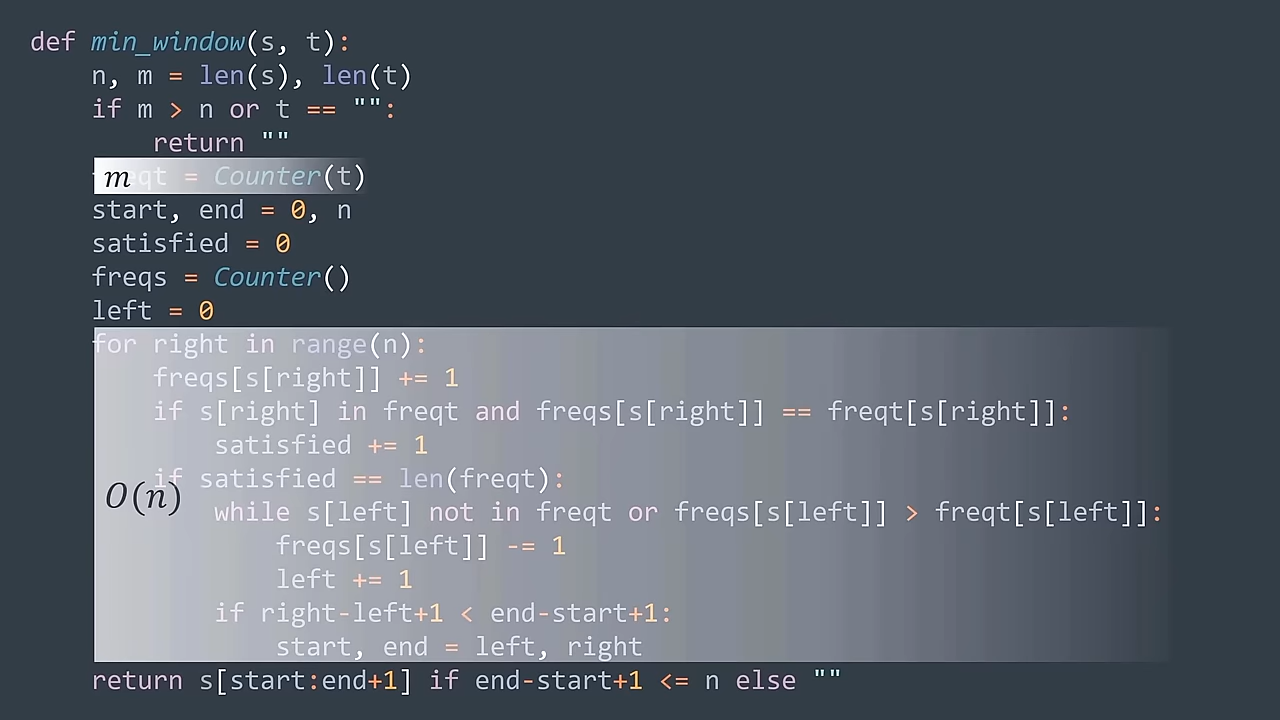 def min_window(s, t):
    n, m = len(s), len(t)
    if m > n or t == "":
        return ""
    m eqt = Counter(t)
    start, end = 0, n
    satisfied = 0
    freqs = Counter()
    left = 0
    for right in range(n):
        freqs[s[right]] += 1
        if s[right] in freqt and freqs[s[right]] == freqt[s[right]]:
            satisfied += 1
        if satisfied == len(freqt):
O(n)
            while s[left] not in freqt or freqs[s[left]] > freqt[s[left]]:
                freqs[s[left]] -= 1
                left += 1
            if right-left+1 < end-start+1:
                start, end = left, right
    return s[start:end+1] if end-start+1 <= n else ""